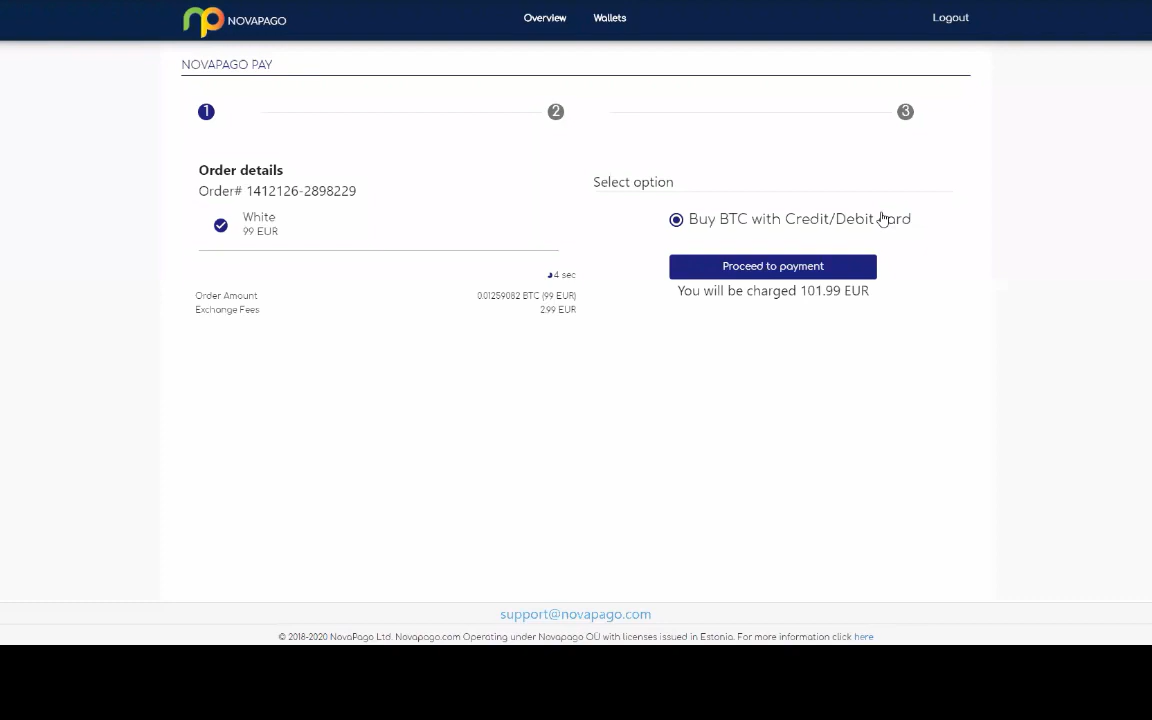 NOVAPAGO
Overview
Wallets
Logout
NOVAPAGO PAY
1
2
3
Order details
Order# 1412126-2898229
White
99 EUR
4 sec
Order Amount 0.01259082 BTC (99 EUR)
Exchange Fees 2.99 EUR
Select option
Buy BTC with Credit/Debit
Proceed to payment
You will be charged 101.99 EUR
support@novapago.com
© 2018-2020 NovaPago Ltd. Novapago.com Operating under Novapago OÜ with licenses issued in Estonia. For more information click here